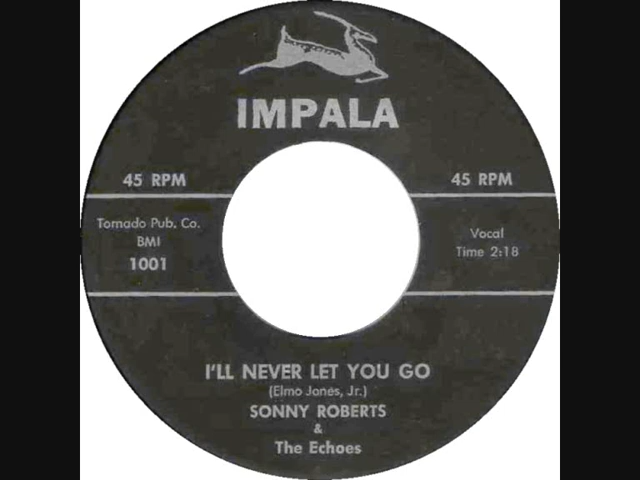 IMPALA
45 RPM
45 RPM
Tornado Pub. Co.
BMI
1001
Vocal
Time 2:18
I'LL NEVER LET YOU GO
(Elmo Jones, Jr.)
SONNY ROBERTS
&
The Echoes